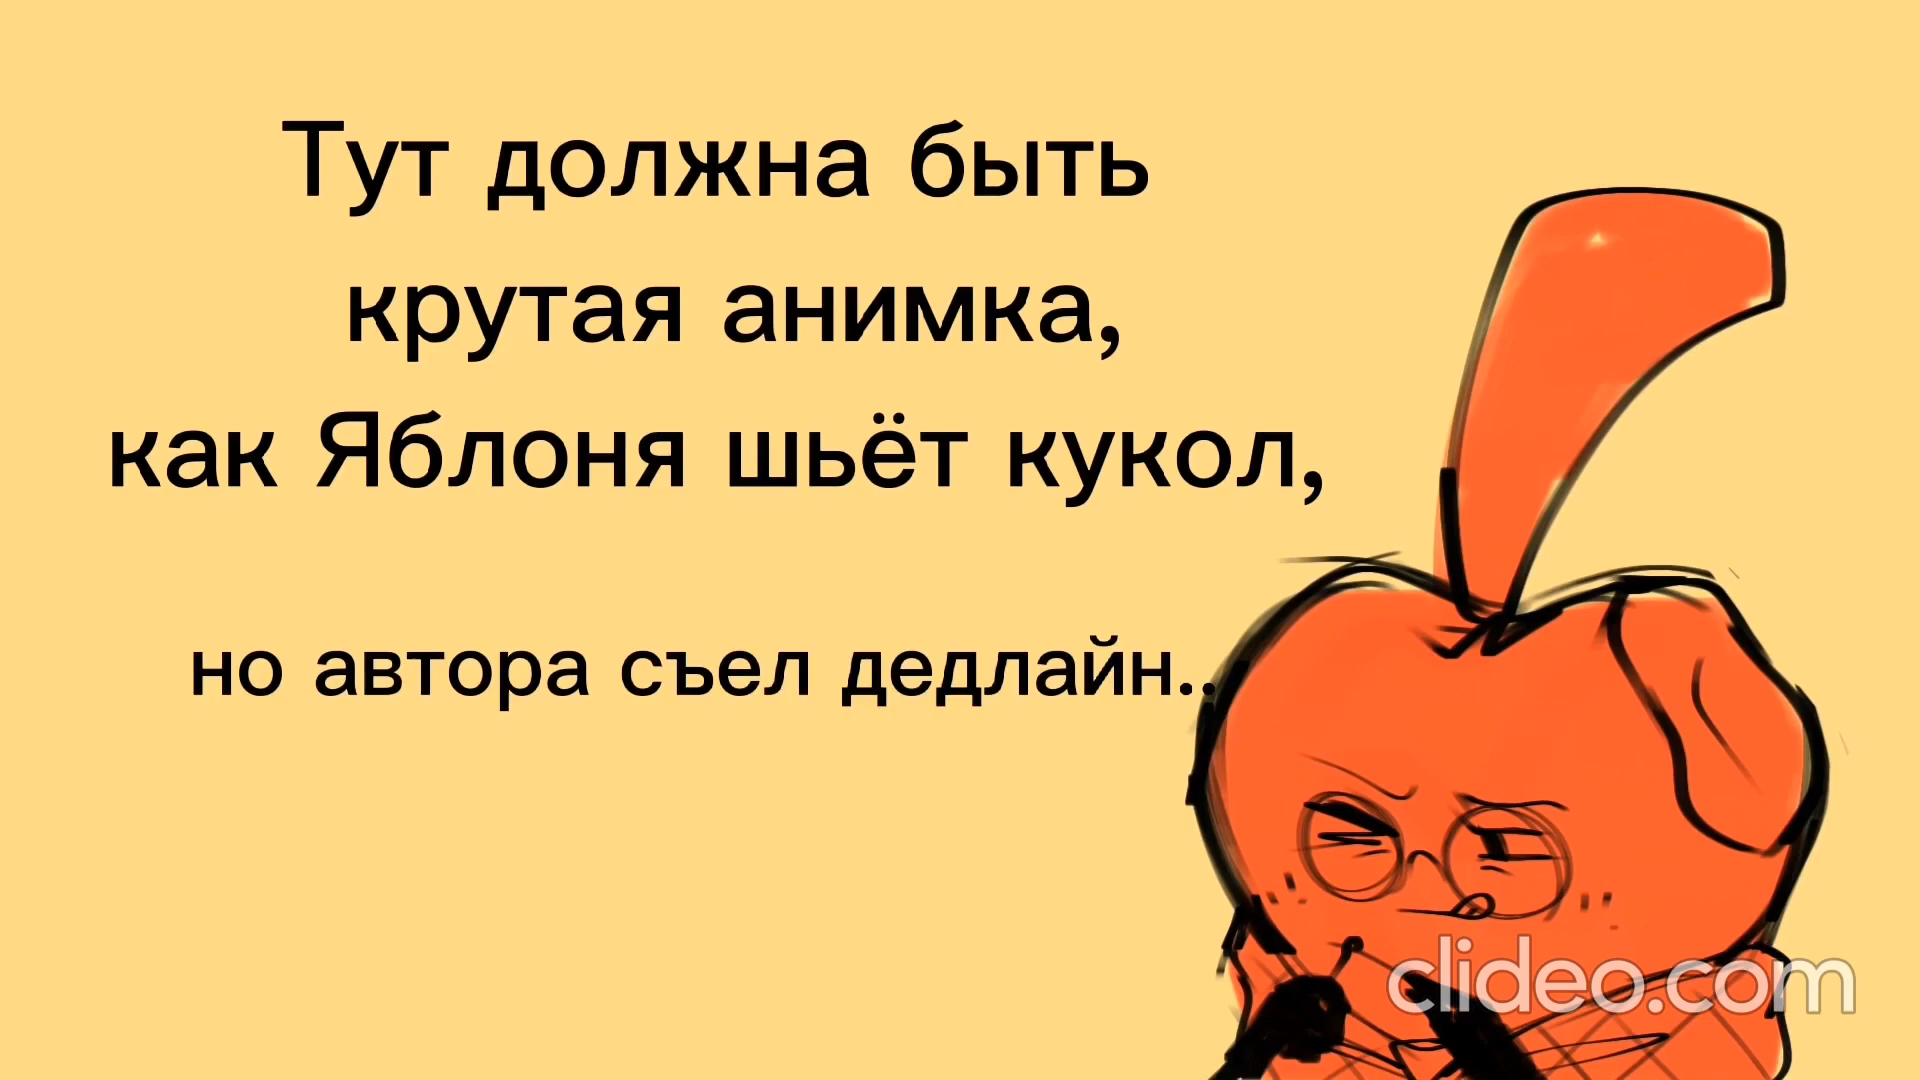 Тут должна быть
крутая анимка,
как Яблоня шьёт кукол,
но автора съел дедлайн..
clideo.com